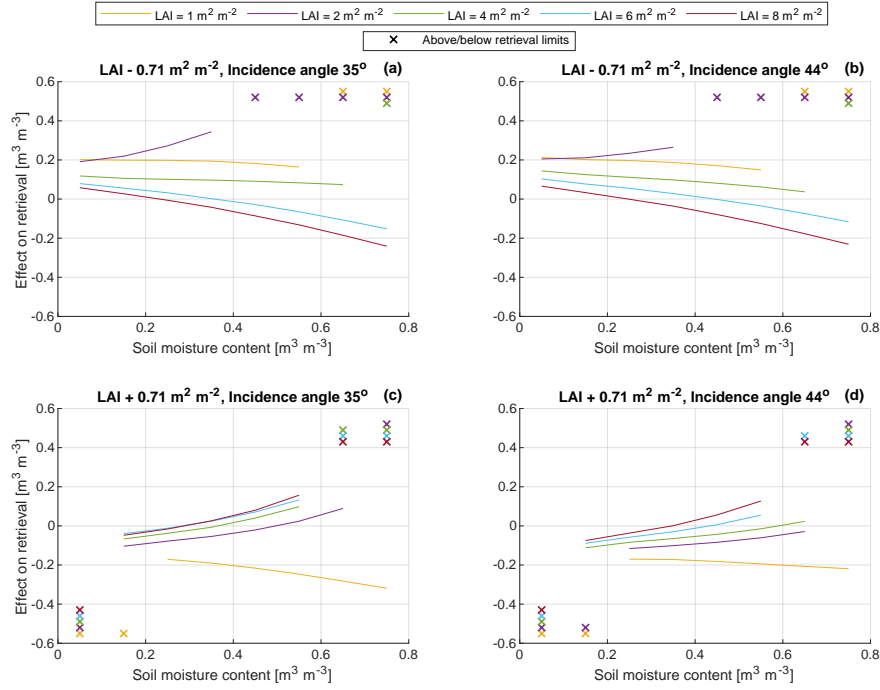 LAI = 1 m² m⁻² LAI = 2 m² m⁻² LAI = 4 m² m⁻² LAI = 6 m² m⁻² LAI = 8 m² m⁻²
Above/below retrieval limits
LAI - 0.71 m² m⁻², Incidence angle 35° (a)
0.6
0.4
0.2
0
-0.2
-0.4
-0.6
Effect on retrieval [m³ m⁻³]
0 0.2 0.4 0.6 0.8
Soil moisture content [m³ m⁻³]
LAI - 0.71 m² m⁻², Incidence angle 44° (b)
0.6
0.4
0.2
0
-0.2
-0.4
-0.6
0 0.2 0.4 0.6 0.8
Soil moisture content [m³ m⁻³]
LAI + 0.71 m² m⁻², Incidence angle 35° (c)
0.6
0.4
0.2
0
-0.2
-0.4
-0.6
Effect on retrieval [m³ m⁻³]
0 0.2 0.4 0.6 0.8
Soil moisture content [m³ m⁻³]
LAI + 0.71 m² m⁻², Incidence angle 44° (d)
0.6
0.4
0.2
0
-0.2
-0.4
-0.6
0 0.2 0.4 0.6 0.8
Soil moisture content [m³ m⁻³]